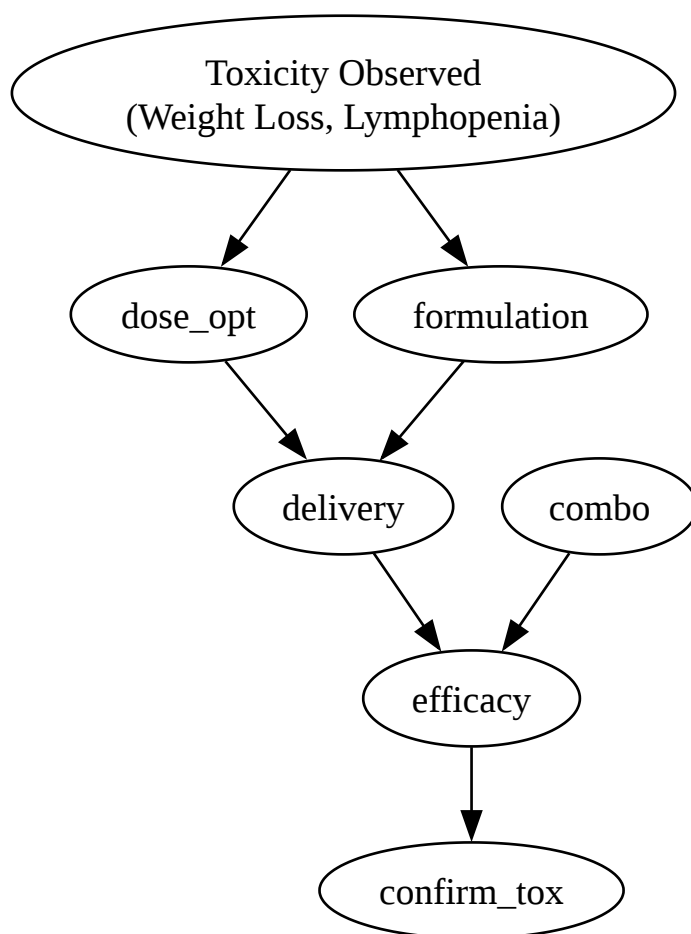 Toxicity Observed
(Weight Loss, Lymphopenia)
dose_opt
formulation
delivery
combo
efficacy
confirm_tox